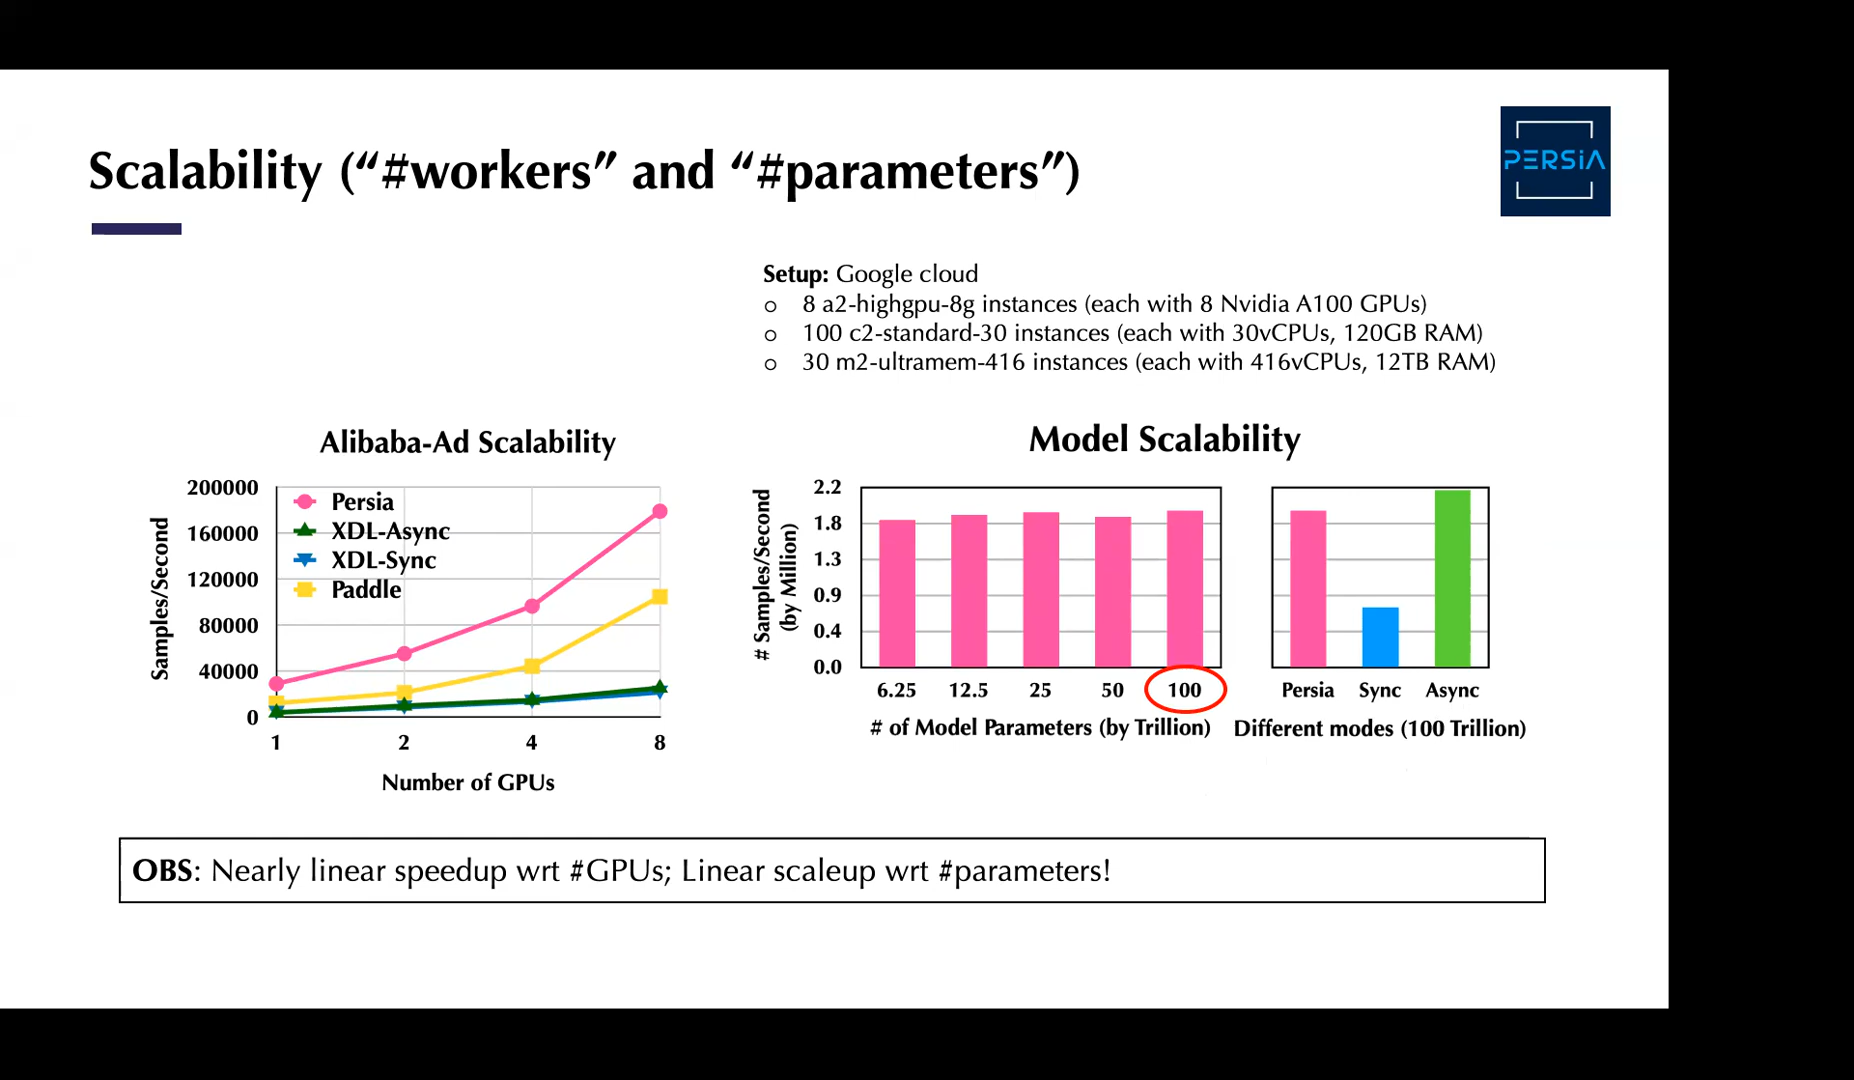 Scalability (“#workers” and “#parameters”)
PERSiA
Setup: Google cloud
8 a2-highgpu-8g instances (each with 8 Nvidia A100 GPUs)
100 c2-standard-30 instances (each with 30vCPUs, 120GB RAM)
30 m2-ultramem-416 instances (each with 416vCPUs, 12TB RAM)
Alibaba-Ad Scalability
Samples/Second
200000
160000
120000
80000
40000
0
Persia
XDL-Async
XDL-Sync
Paddle
1 2 4 8
Number of GPUs
Model Scalability
# Samples/Second
(by Million)
2.2
1.8
1.3
0.9
0.4
0.0
6.25 12.5 25 50 100
# of Model Parameters (by Trillion)
Persia Sync Async
Different modes (100 Trillion)
OBS: Nearly linear speedup wrt #GPUs; Linear scaleup wrt #parameters!